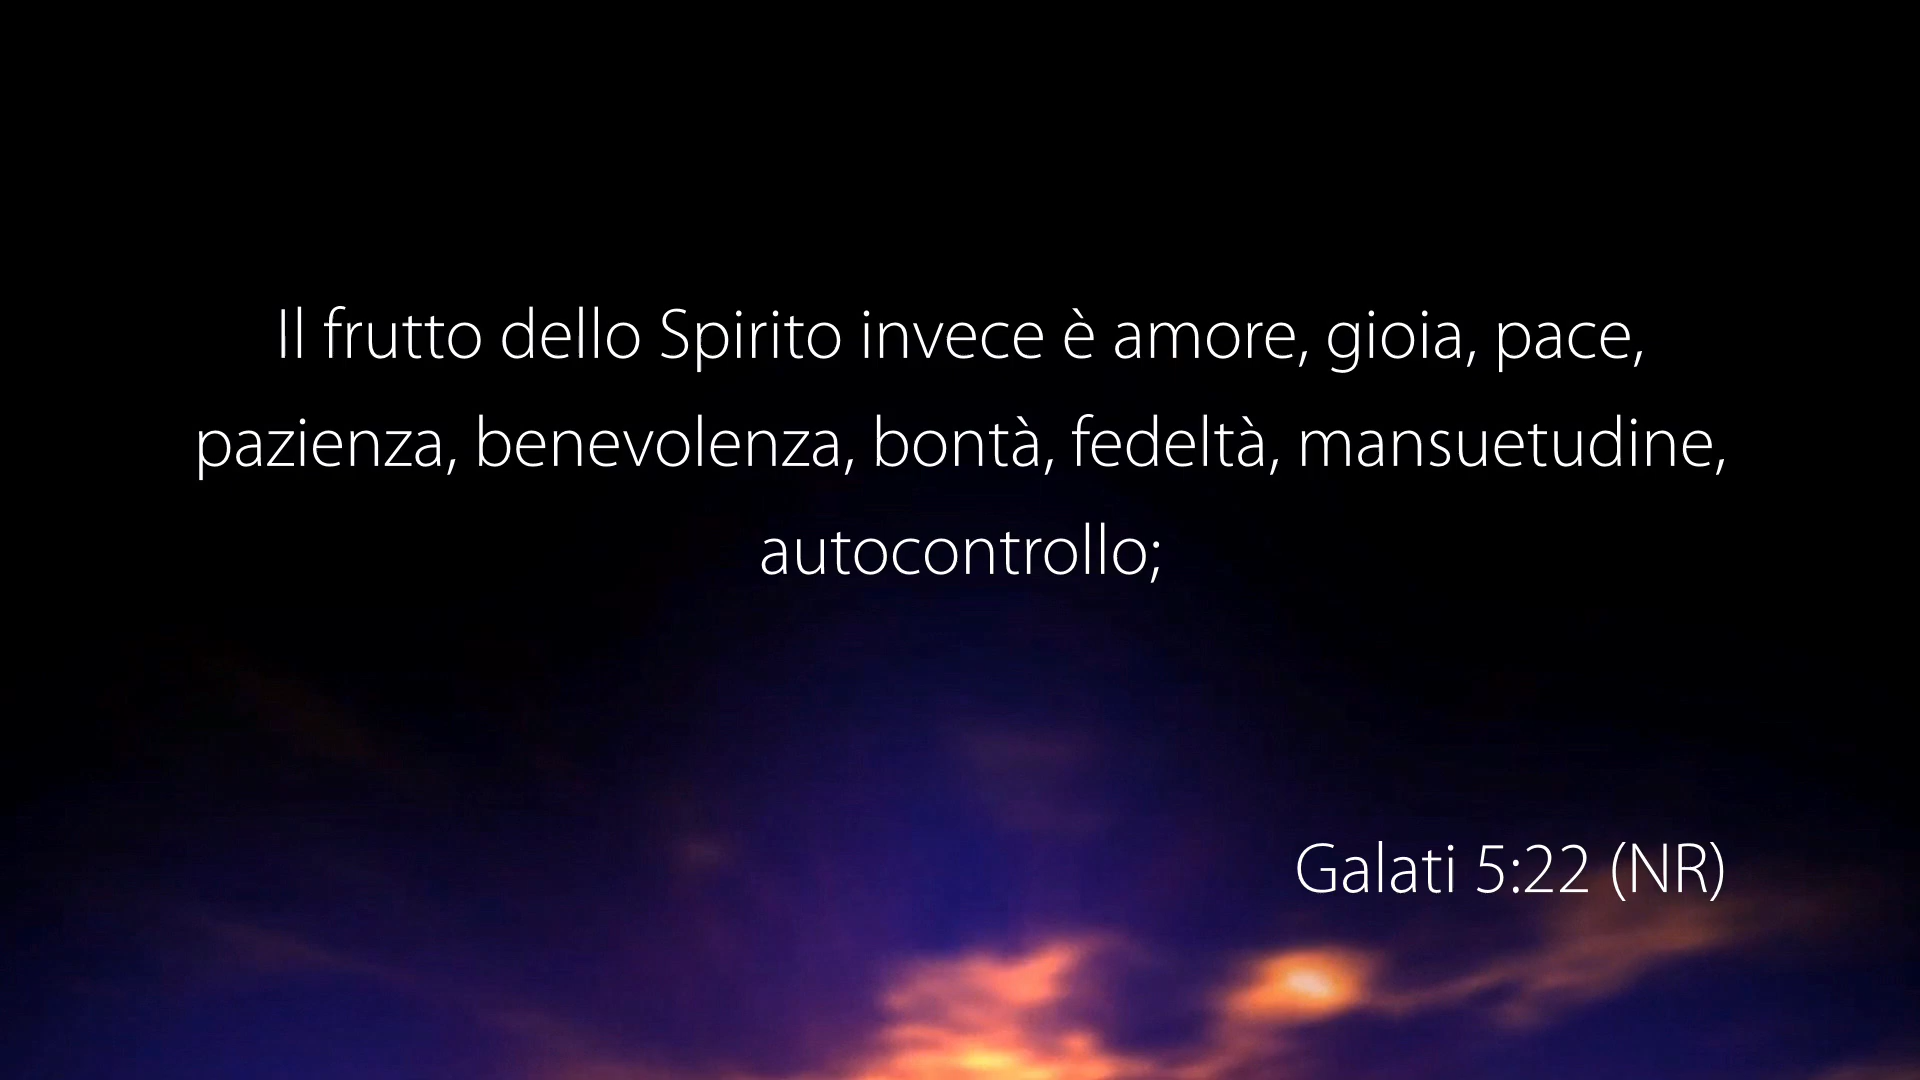 Il frutto dello Spirito invece è amore, gioia, pace,
pazienza, benevolenza, bontà, fedeltà, mansuetudine,
autocontrollo;
Galati 5:22 (NR)